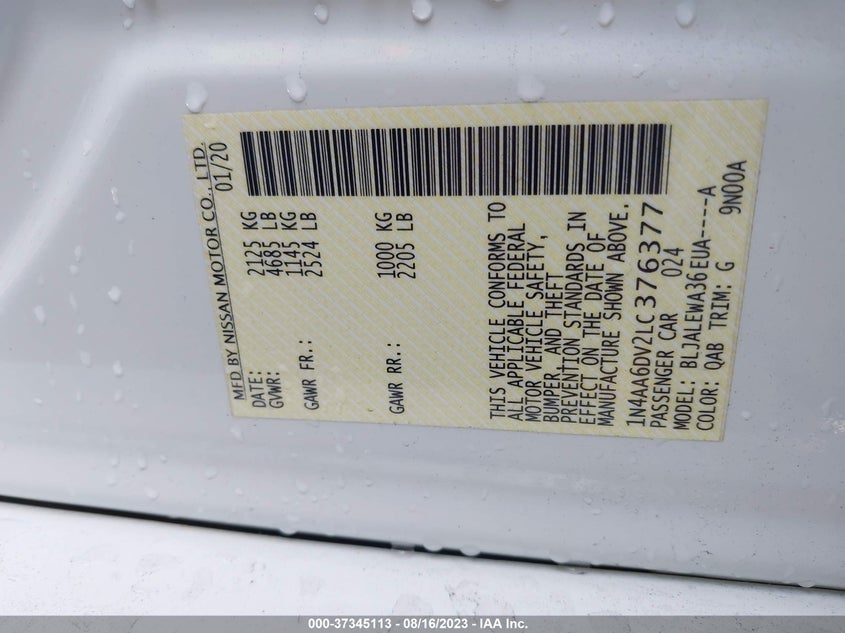 MFD BY NISSAN MOTOR CO., LTD.
DATE: 01/20
GVWR: 2125 KG
4685 LB
GAWR FR.: 1145 KG
2524 LB
GAWR RR.: 1000 KG
2205 LB
THIS VEHICLE CONFORMS TO
ALL APPLICABLE FEDERAL
MOTOR VEHICLE SAFETY,
BUMPER, AND THEFT
PREVENTION STANDARDS IN
EFFECT ON THE DATE OF
MANUFACTURE SHOWN ABOVE.
1N4AA6DV2LC376377
PASSENGER CAR 024
MODEL: BLJALEWA36EUA----A
COLOR: QAB TRIM: G 9N00A
000-37345113 - 08/16/2023 - IAA Inc.